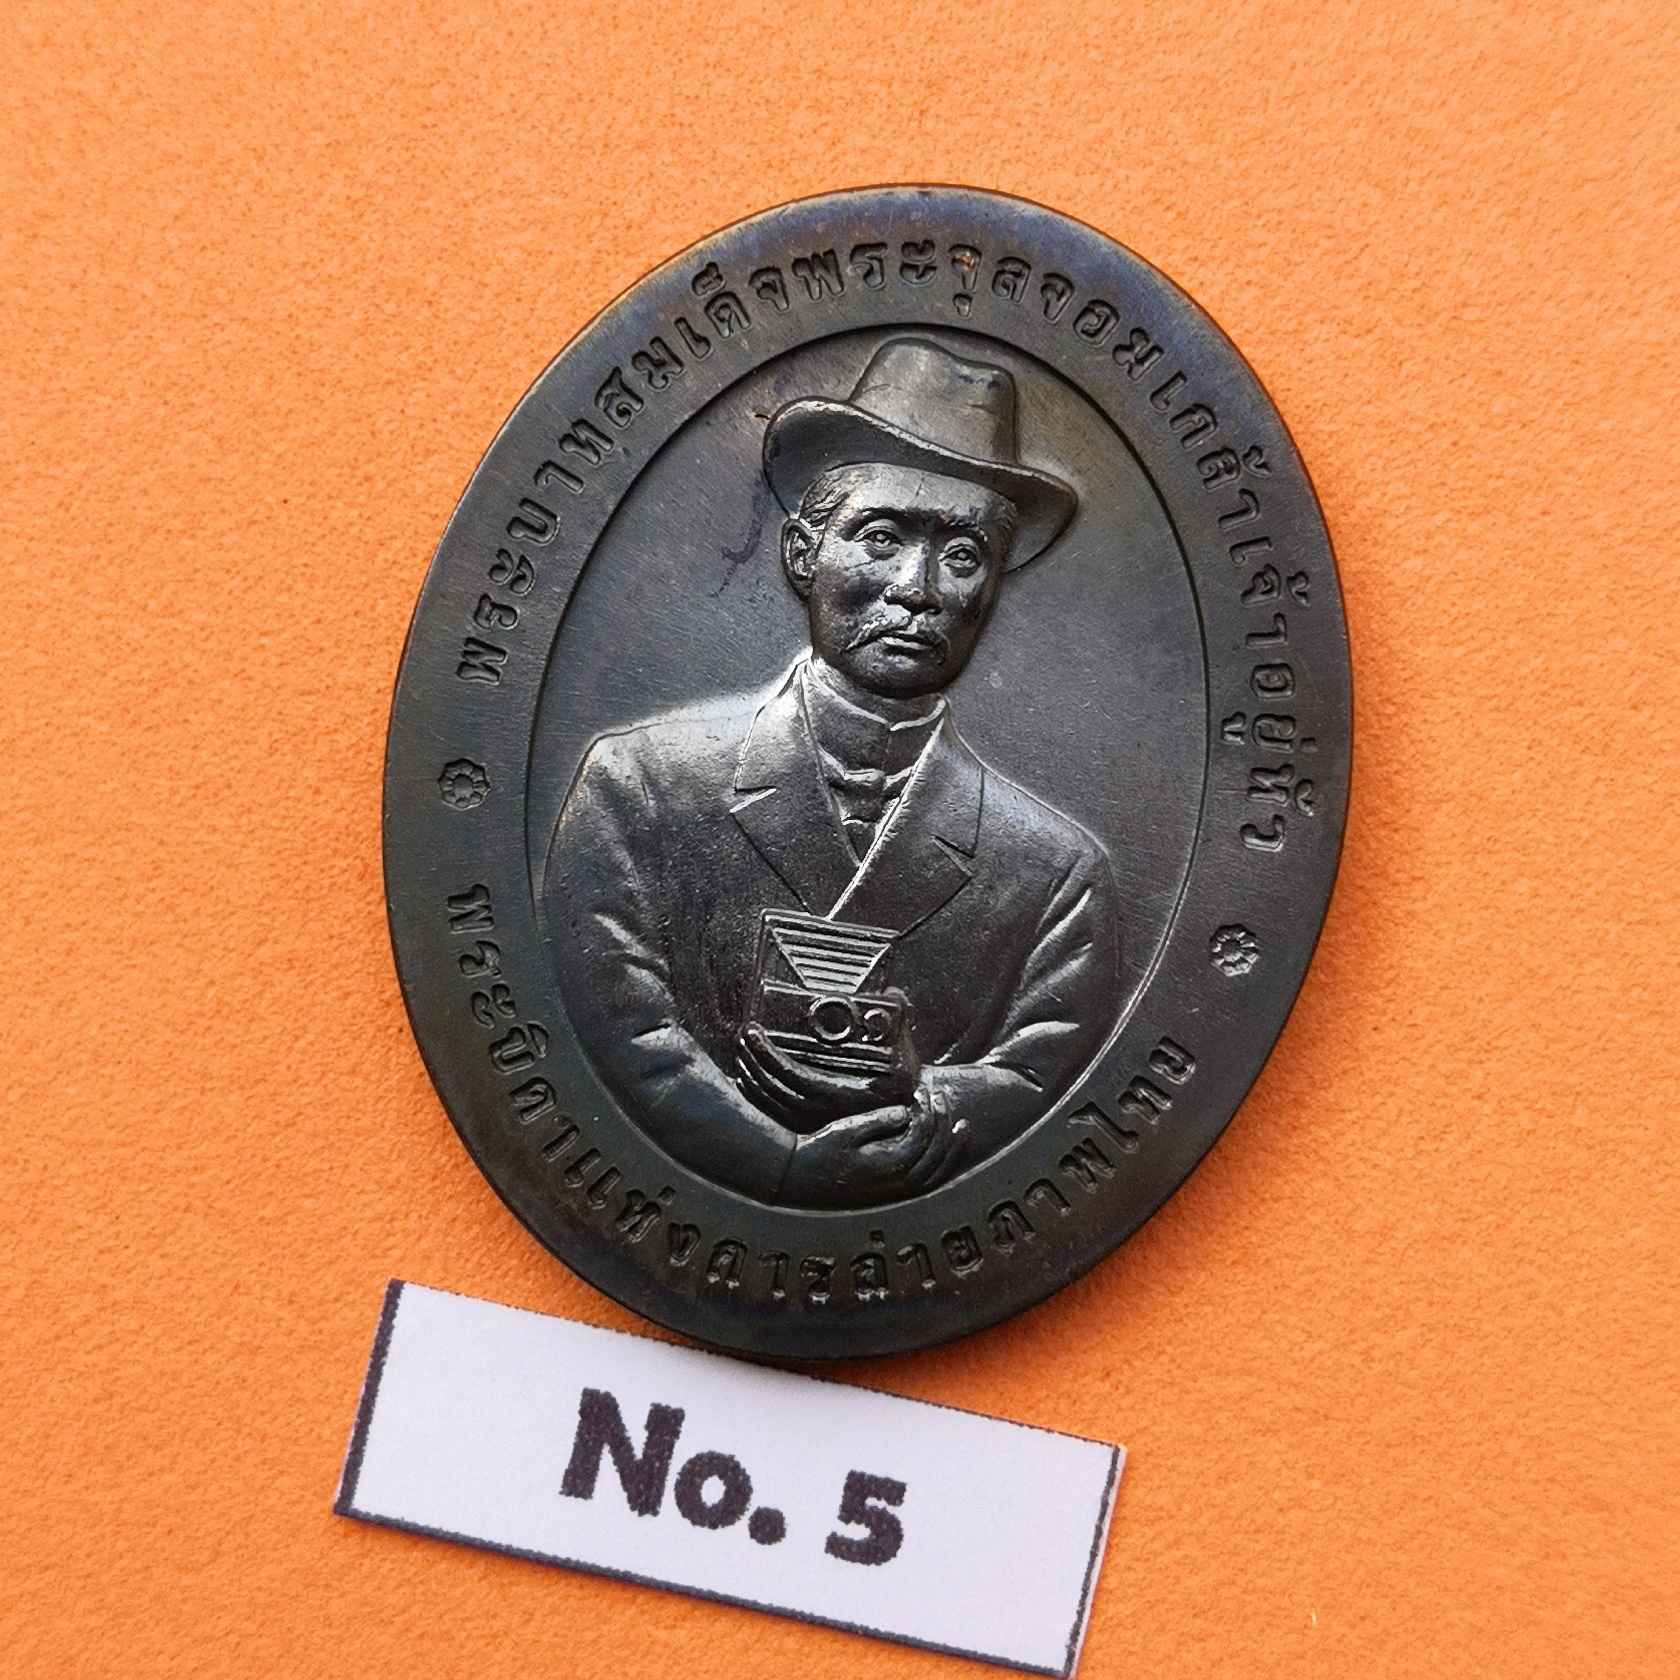 พระบาทสมเด็จพระจุลจอมเกล้าเจ้าอยู่หัว
พระบิดาแห่งการถ่ายภาพไทย
No. 5